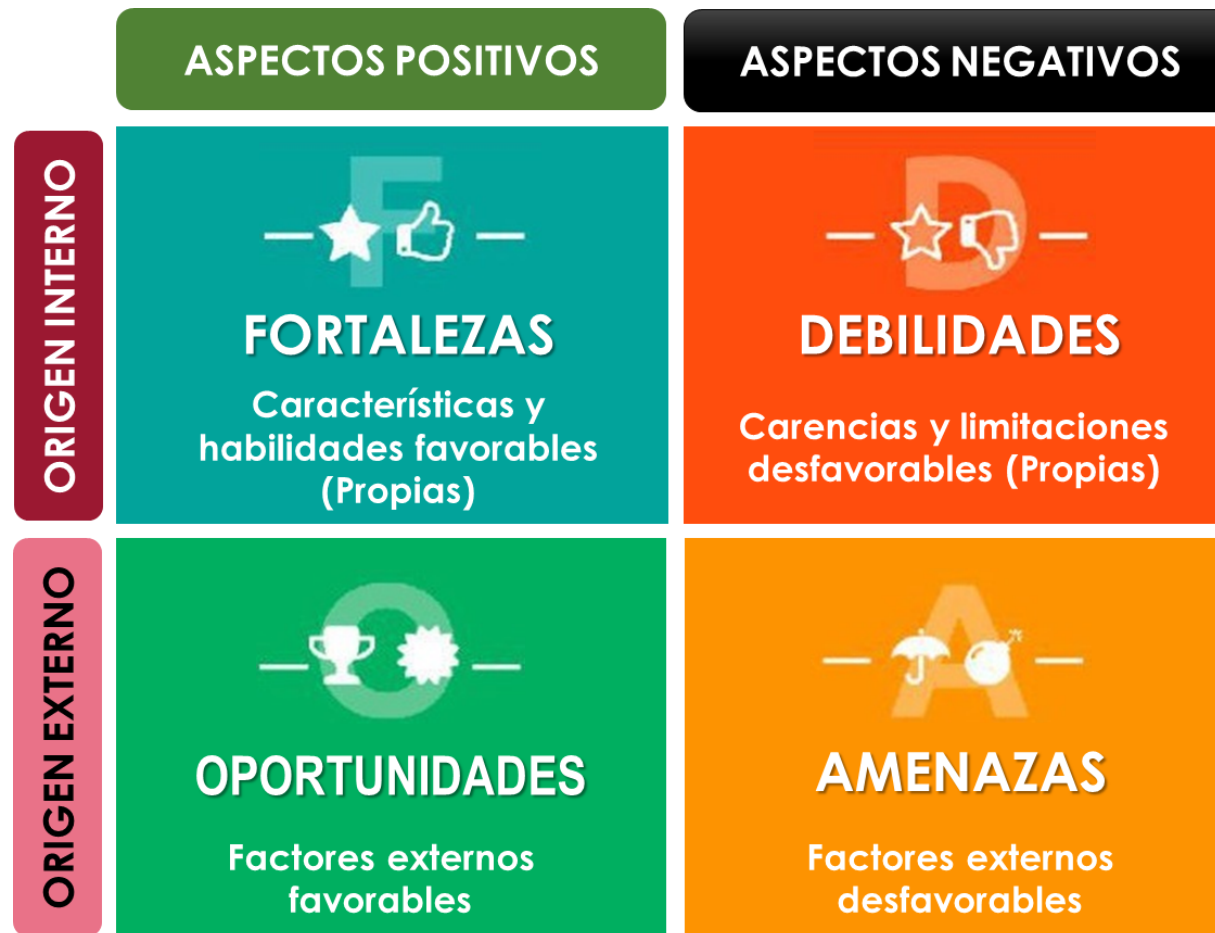 ASPECTOS POSITIVOS
ASPECTOS NEGATIVOS
ORIGEN INTERNO
F
FORTALEZAS
Características y
habilidades favorables
(Propias)
D
DEBILIDADES
Carencias y limitaciones
desfavorables (Propias)
ORIGEN EXTERNO
O
OPORTUNIDADES
Factores externos
favorables
A
AMENAZAS
Factores externos
desfavorables